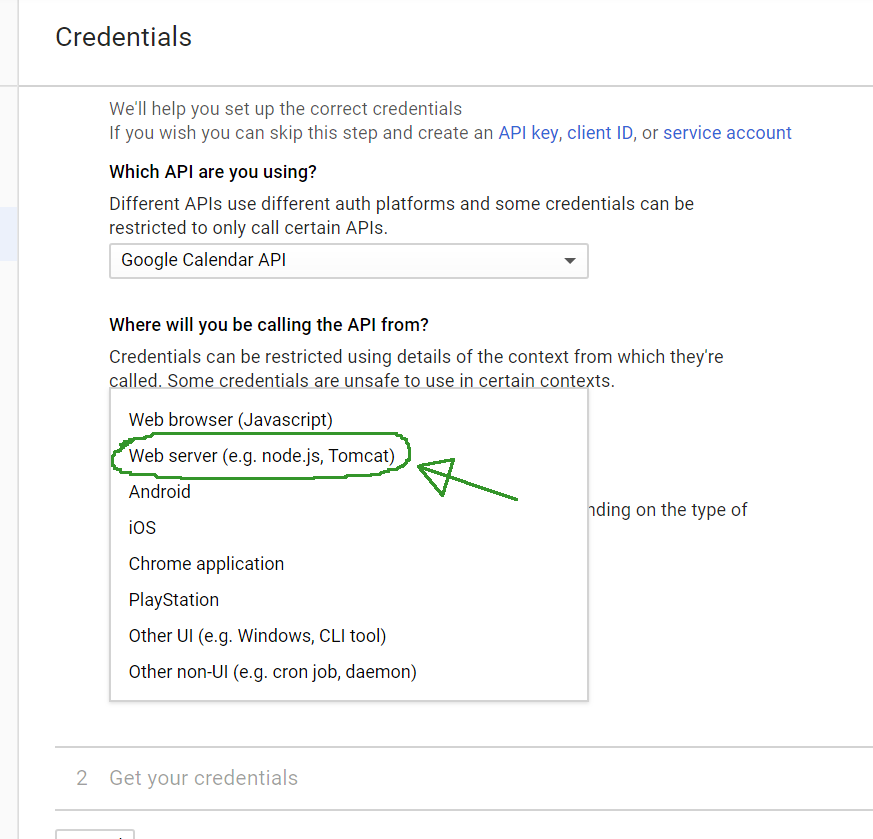 Credentials
We'll help you set up the correct credentials
If you wish you can skip this step and create an API key, client ID, or service account
Which API are you using?
Different APIs use different auth platforms and some credentials can be
restricted to only call certain APIs.
Google Calendar API
Where will you be calling the API from?
Credentials can be restricted using details of the context from which they're
called. Some credentials are unsafe to use in certain contexts.
Web browser (Javascript)
Web server (e.g. node.js, Tomcat)
Android
nding on the type of
iOS
Chrome application
PlayStation
Other UI (e.g. Windows, CLI tool)
Other non-UI (e.g. cron job, daemon)
2 Get your credentials